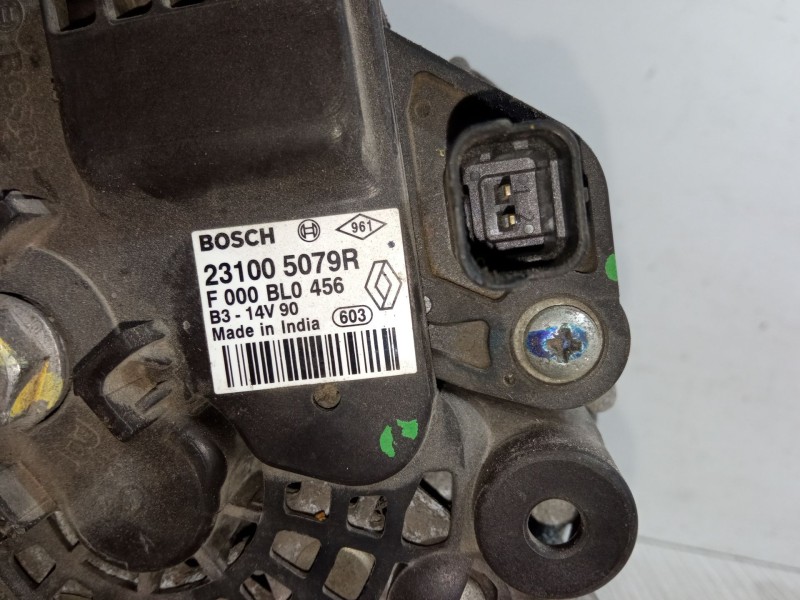 BOSCH 961
23100 5079R
F 000 BL0 456
B3 - 14V 90
Made in India 603